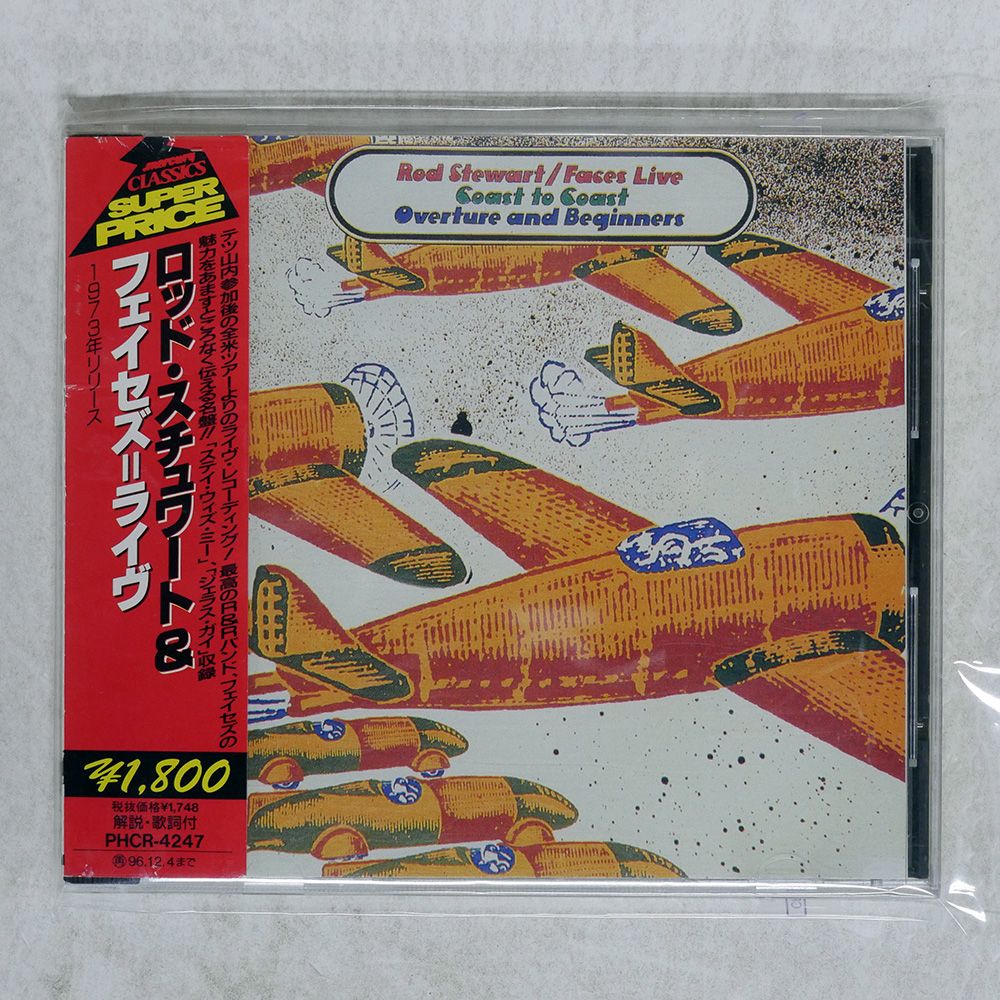 mercury
CLASSICS
SUPER
PRICE
ロッド・スチュワート&
フェイセズ=ライヴ
1973年リリース
テツ山内参加後の全米ツアーよりのライヴ・レコーディング! 最高のR&Rバンド、フェイセズの
魅力をあますところなく伝える名盤!!「ステイ・ウィズ・ミー」、「ジェラス・ガイ」収録
¥1,800
税抜価格¥1,748
解説・歌詞付
PHCR-4247
再96.12.4まで
Rod Stewart/Faces Live
Coast to Coast
Overture and Beginners